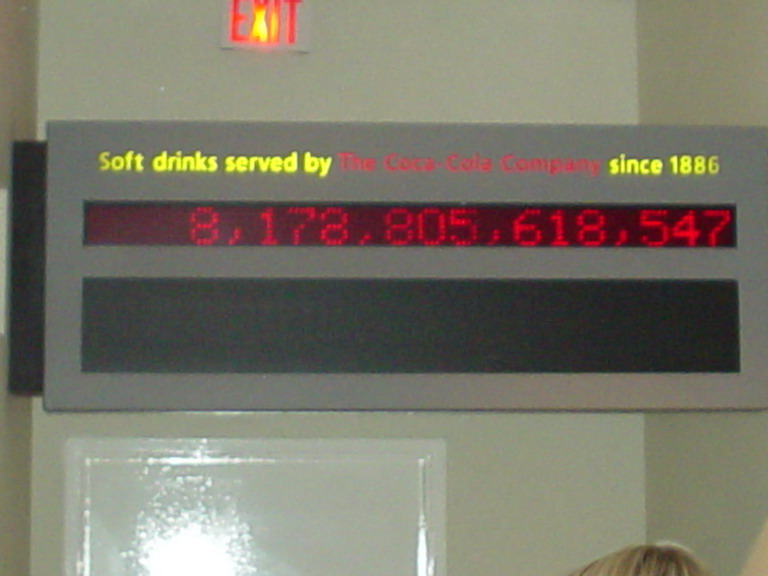 EXIT
Soft drinks served by The Coca-Cola Company since 1886
8,178,805,618,547